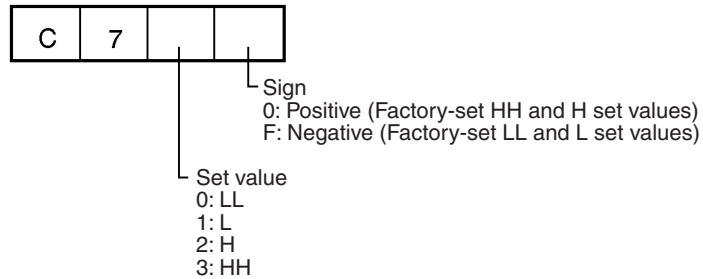 C 7
Sign
0: Positive (Factory-set HH and H set values)
F: Negative (Factory-set LL and L set values)
Set value
0: LL
1: L
2: H
3: HH